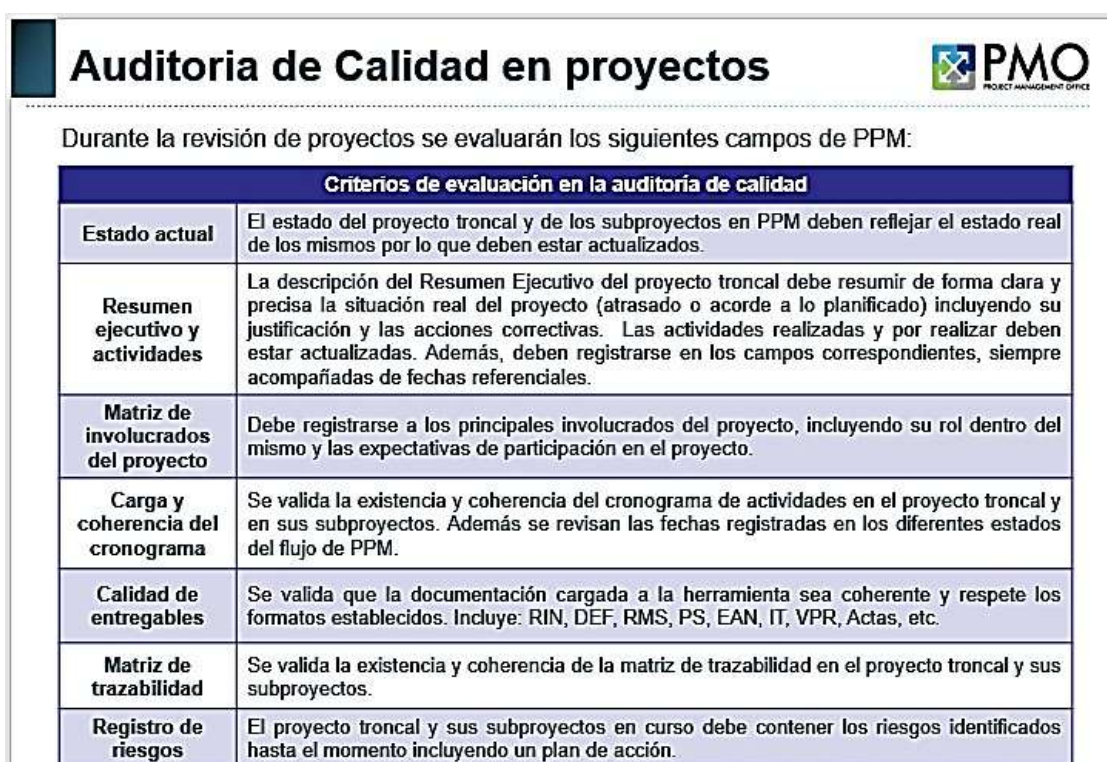 Auditoria de Calidad en proyectos
PMO
PROJECT MANAGEMENT OFFICE
Durante la revisión de proyectos se evaluarán los siguientes campos de PPM:
Criterios de evaluación en la auditoría de calidad
Estado actual
El estado del proyecto troncal y de los subproyectos en PPM deben reflejar el estado real
de los mismos por lo que deben estar actualizados.
Resumen
ejecutivo y
actividades
La descripción del Resumen Ejecutivo del proyecto troncal debe resumir de forma clara y
precisa la situación real del proyecto (atrasado o acorde a lo planificado) incluyendo su
justificación y las acciones correctivas. Las actividades realizadas y por realizar deben
estar actualizadas. Además, deben registrarse en los campos correspondientes, siempre
acompañadas de fechas referenciales.
Matriz de
involucrados
del proyecto
Debe registrarse a los principales involucrados del proyecto, incluyendo su rol dentro del
mismo y las expectativas de participación en el proyecto.
Carga y
coherencia del
cronograma
Se valida la existencia y coherencia del cronograma de actividades en el proyecto troncal y
en sus subproyectos. Además se revisan las fechas registradas en los diferentes estados
del flujo de PPM.
Calidad de
entregables
Se valida que la documentación cargada a la herramienta sea coherente y respete los
formatos establecidos. Incluye: RIN, DEF, RMS, PS, EAN, IT, VPR, Actas, etc.
Matriz de
trazabilidad
Se valida la existencia y coherencia de la matriz de trazabilidad en el proyecto troncal y sus
subproyectos.
Registro de
riesgos
El proyecto troncal y sus subproyectos en curso debe contener los riesgos identificados
hasta el momento incluyendo un plan de acción.